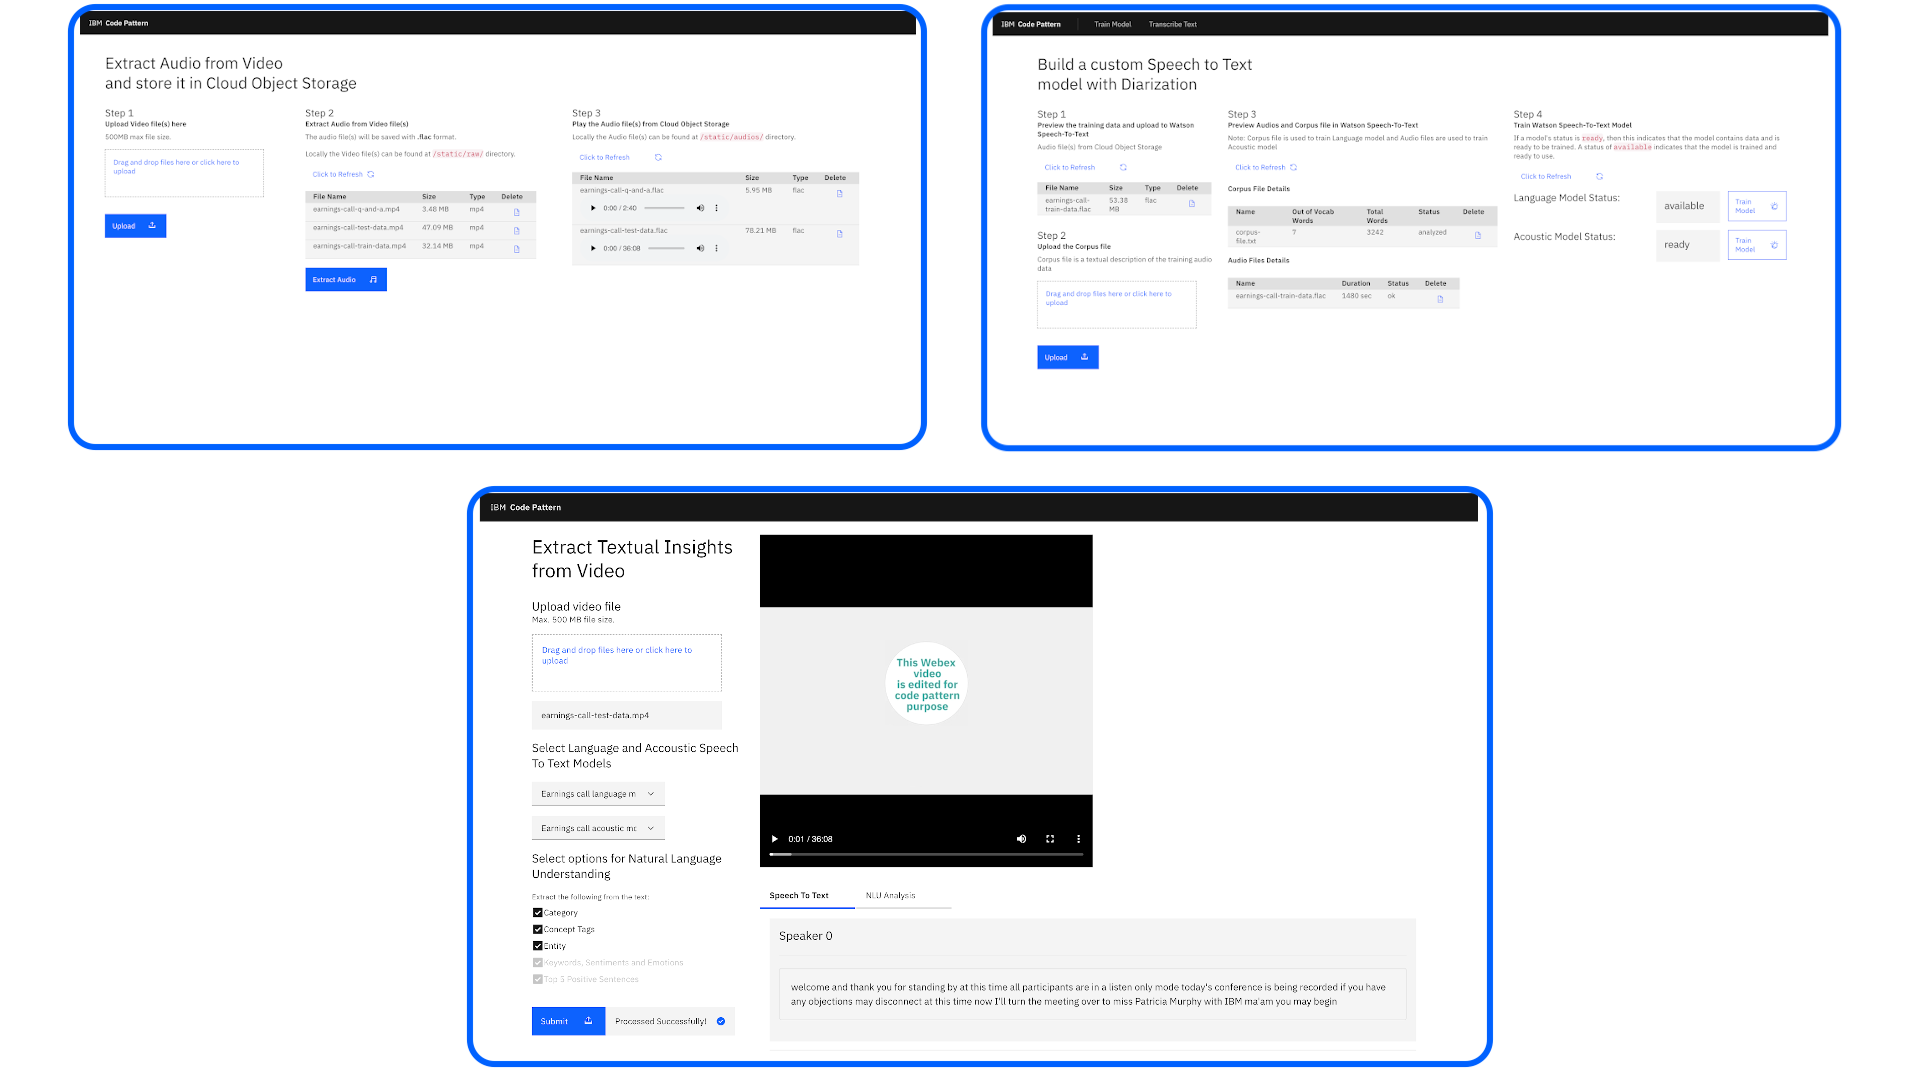 IBM Code Pattern
Extract Audio from Video
and store it in Cloud Object Storage
Step 1
Upload Video file(s) here
500MB max file size.
Drag and drop files here or click here to
upload
Upload
Step 2
Extract Audio from Video file(s)
The audio file(s) will be saved with .flac format.
Locally the Video file(s) can be found at /static/raw/ directory.
Click to Refresh
File Name Size Type Delete
earnings-call-q-and-a.mp4 3.48 MB mp4
earnings-call-test-data.mp4 47.09 MB mp4
earnings-call-train-data.mp4 32.14 MB mp4
Extract Audio
Step 3
Play the Audio file(s) from Cloud Object Storage
Locally the Audio file(s) can be found at /static/audios/ directory.
Click to Refresh
File Name Size Type Delete
earnings-call-q-and-a.flac 5.95 MB flac
0:00 / 2:40
earnings-call-test-data.flac 78.21 MB flac
0:00 / 36:08
IBM Code Pattern Train Model Transcribe Text
Build a custom Speech to Text
model with Diarization
Step 1
Preview the training data and upload to Watson
Speech-To-Text
Audio file(s) from Cloud Object Storage
Click to Refresh
File Name Size Type Delete
earnings-call-
train-data.flac 53.38
MB flac
Step 2
Upload the Corpus file
Corpus file is a textual description of the training audio
data
Drag and drop files here or click here to
upload
Upload
Step 3
Preview Audios and Corpus file in Watson Speech-To-Text
Note: Corpus file is used to train Language model and Audio files are used to train
Acoustic model
Click to Refresh
Corpus File Details
Name Out of Vocab
Words Total
Words Status Delete
corpus-
file.txt 7 3242 analyzed
Audio Files Details
Name Duration Status Delete
earnings-call-train-data.flac 1480 sec ok
Step 4
Train Watson Speech-To-Text Model
If a model's status is ready, then this indicates that the model contains data and is
ready to be trained. A status of available indicates that the model is trained and
ready to use.
Click to Refresh
Language Model Status: available Train
Model
Acoustic Model Status: ready Train
Model
IBM Code Pattern
Extract Textual Insights
from Video
Upload video file
Max. 500 MB file size.
Drag and drop files here or click here to
upload
earnings-call-test-data.mp4
Select Language and Accoustic Speech
To Text Models
Earnings call language m
Earnings call acoustic mc
Select options for Natural Language
Understanding
Extract the following from the text:
Category
Concept Tags
Entity
Keywords, Sentiments and Emotions
Top 5 Positive Sentences
Submit
Processed Successfully!
This Webex
video
is edited for
code pattern
purpose
0:01 / 36:08
Speech To Text NLU Analysis
Speaker 0
welcome and thank you for standing by at this time all participants are in a listen only mode today's conference is being recorded if you have
any objections may disconnect at this time now I'll turn the meeting over to miss Patricia Murphy with IBM ma'am you may begin